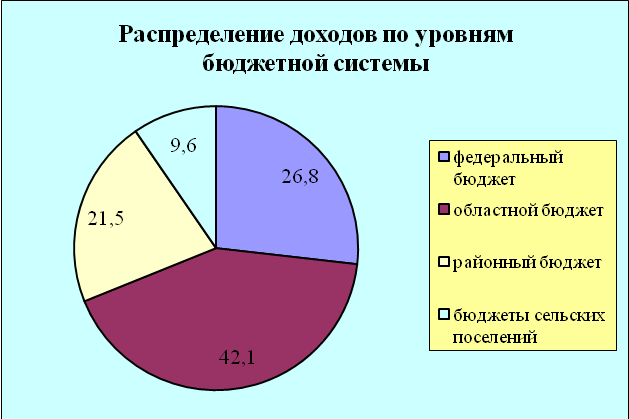 Распределение доходов по уровням
бюджетной системы
9,6
26,8
21,5
42,1
федеральный
бюджет
областной бюджет
районный бюджет
бюджеты сельских
поселений